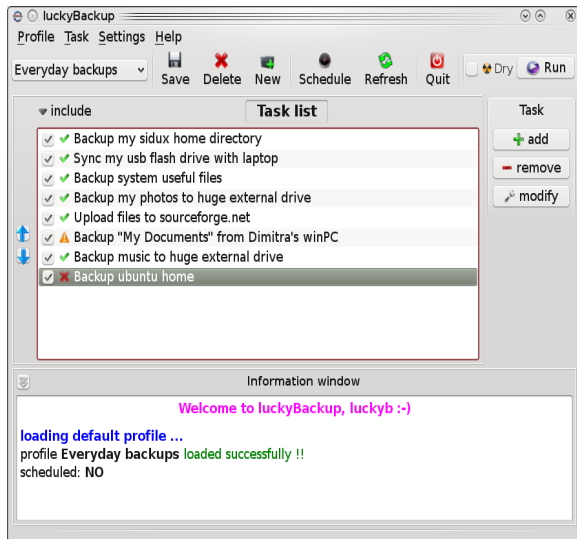 luckyBackup
Profile Task Settings Help
Everyday backups Save Delete New Schedule Refresh Quit Dry Run
include Task list Task
Backup my sidux home directory
Sync my usb flash drive with laptop
Backup system useful files
Backup my photos to huge external drive
Upload files to sourceforge.net
Backup "My Documents" from Dimitra's winPC
Backup music to huge external drive
Backup ubuntu home
add
remove
modify
Information window
Welcome to luckyBackup, luckyb :-)
loading default profile ...
profile Everyday backups loaded successfully !!
scheduled: NO